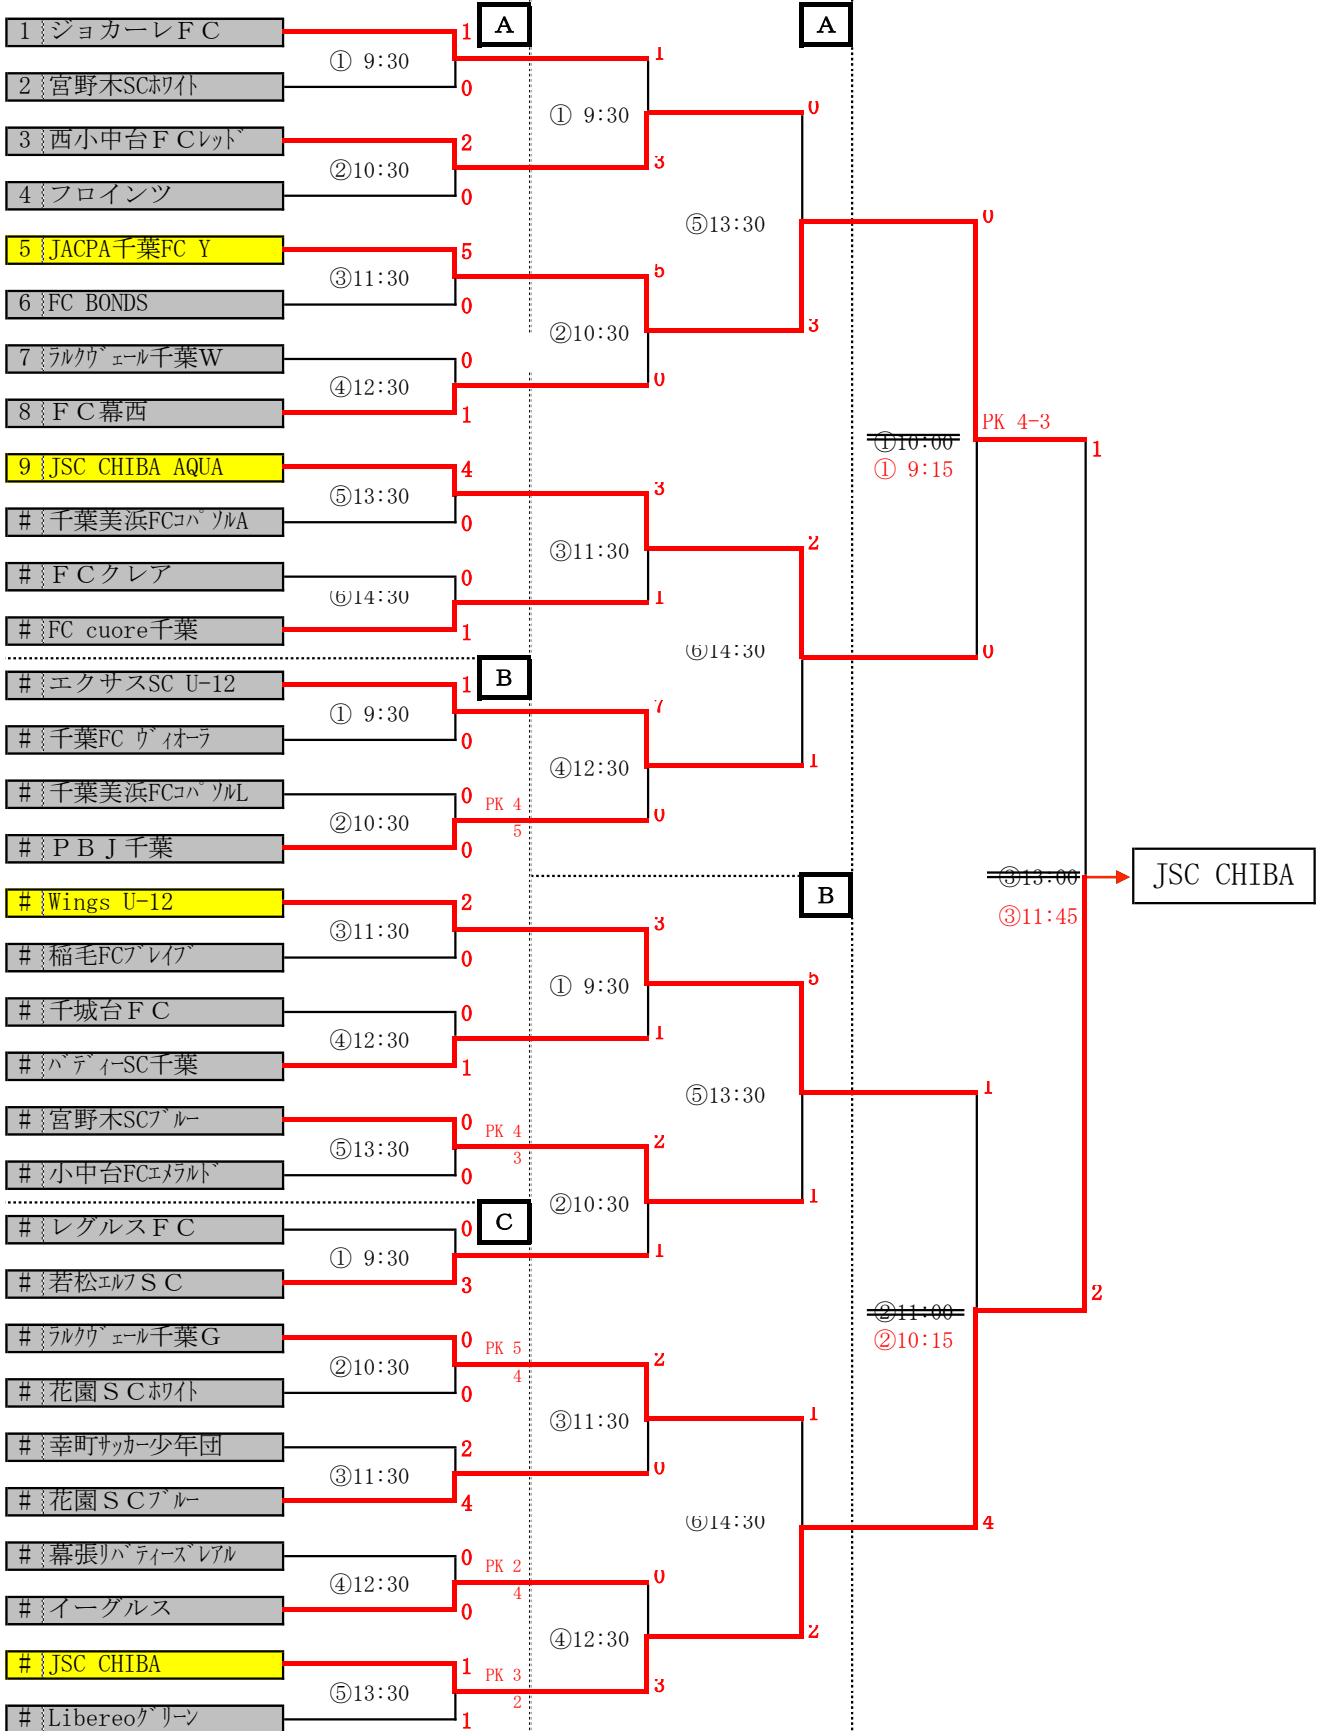 A
A
1 ジョカーレＦＣ
1
① 9:30
1
2 宮野木SCﾎﾜｲﾄ
0
① 9:30
0
3 西小中台ＦＣﾚｯﾄﾞ
2
②10:30
3
4 フロインツ
0
⑤13:30
0
5 JACPA千葉FC Y
5
③11:30
5
6 FC BONDS
0
②10:30
3
7 ﾗﾙｸｳﾞｪｰﾙ千葉W
0
④12:30
0
8 ＦＣ幕西
1
PK 4-3
①10:00
1
9 JSC CHIBA AQUA
4
① 9:15
⑤13:30
3
# 千葉美浜FCｺﾊﾟｿﾙA
0
③11:30
2
# ＦＣクレア
0
⑥14:30
1
# FC cuore千葉
1
⑥14:30
0
B
# エクサスSC U-12
1
① 9:30
7
# 千葉FC ｳﾞｨｵｰﾗ
0
④12:30
1
# 千葉美浜FCｺﾊﾟｿﾙL
0
PK 4
②10:30
5
0
# ＰＢＪ千葉
0
③13:00
JSC CHIBA
B
# Wings U-12
2
③11:45
③11:30
3
# 稲毛FCﾌﾞﾚｲﾌﾞ
0
① 9:30
5
# 千城台ＦＣ
0
④12:30
1
# ﾊﾞﾃﾞｨｰSC千葉
1
⑤13:30
1
# 宮野木SCﾌﾞﾙｰ
0
PK 4
⑤13:30
3
2
# 小中台FCｴﾒﾗﾙﾄﾞ
0
②10:30
1
C
# レグルスＦＣ
0
① 9:30
1
# 若松ｴﾙﾌＳＣ
3
2
②11:00
# ﾗﾙｸｳﾞｪｰﾙ千葉Ｇ
0
PK 5
②10:15
②10:30
4
2
# 花園ＳＣﾎﾜｲﾄ
0
③11:30
1
# 幸町ｻｯｶｰ少年団
2
③11:30
0
# 花園ＳＣﾌﾞﾙｰ
4
⑥14:30
4
# 幕張ﾘﾊﾞﾃｨｰｽﾞﾚｱﾙ
0
PK 2
④12:30
4
0
# イーグルス
0
④12:30
2
# JSC CHIBA
1
PK 3
⑤13:30
2
3
# Libereoｸﾞﾘｰﾝ
1